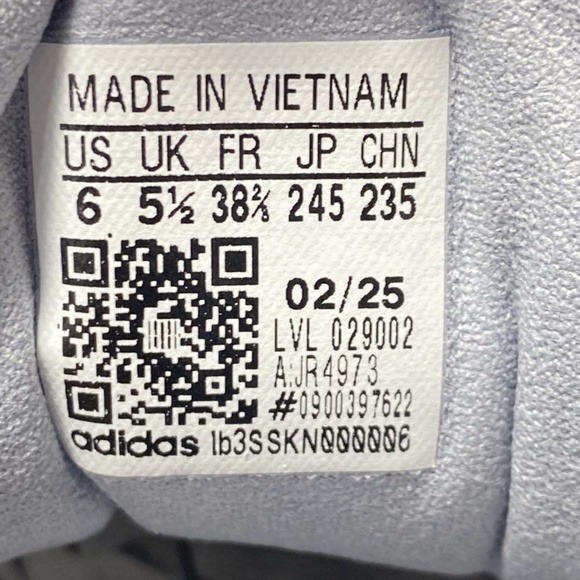 MADE IN VIETNAM
US UK FR JP CHN
6 5½ 38⅔ 245 235
02/25
LVL 029002
A:JR4973
#0900397622
adidas 1b3SSKN000006